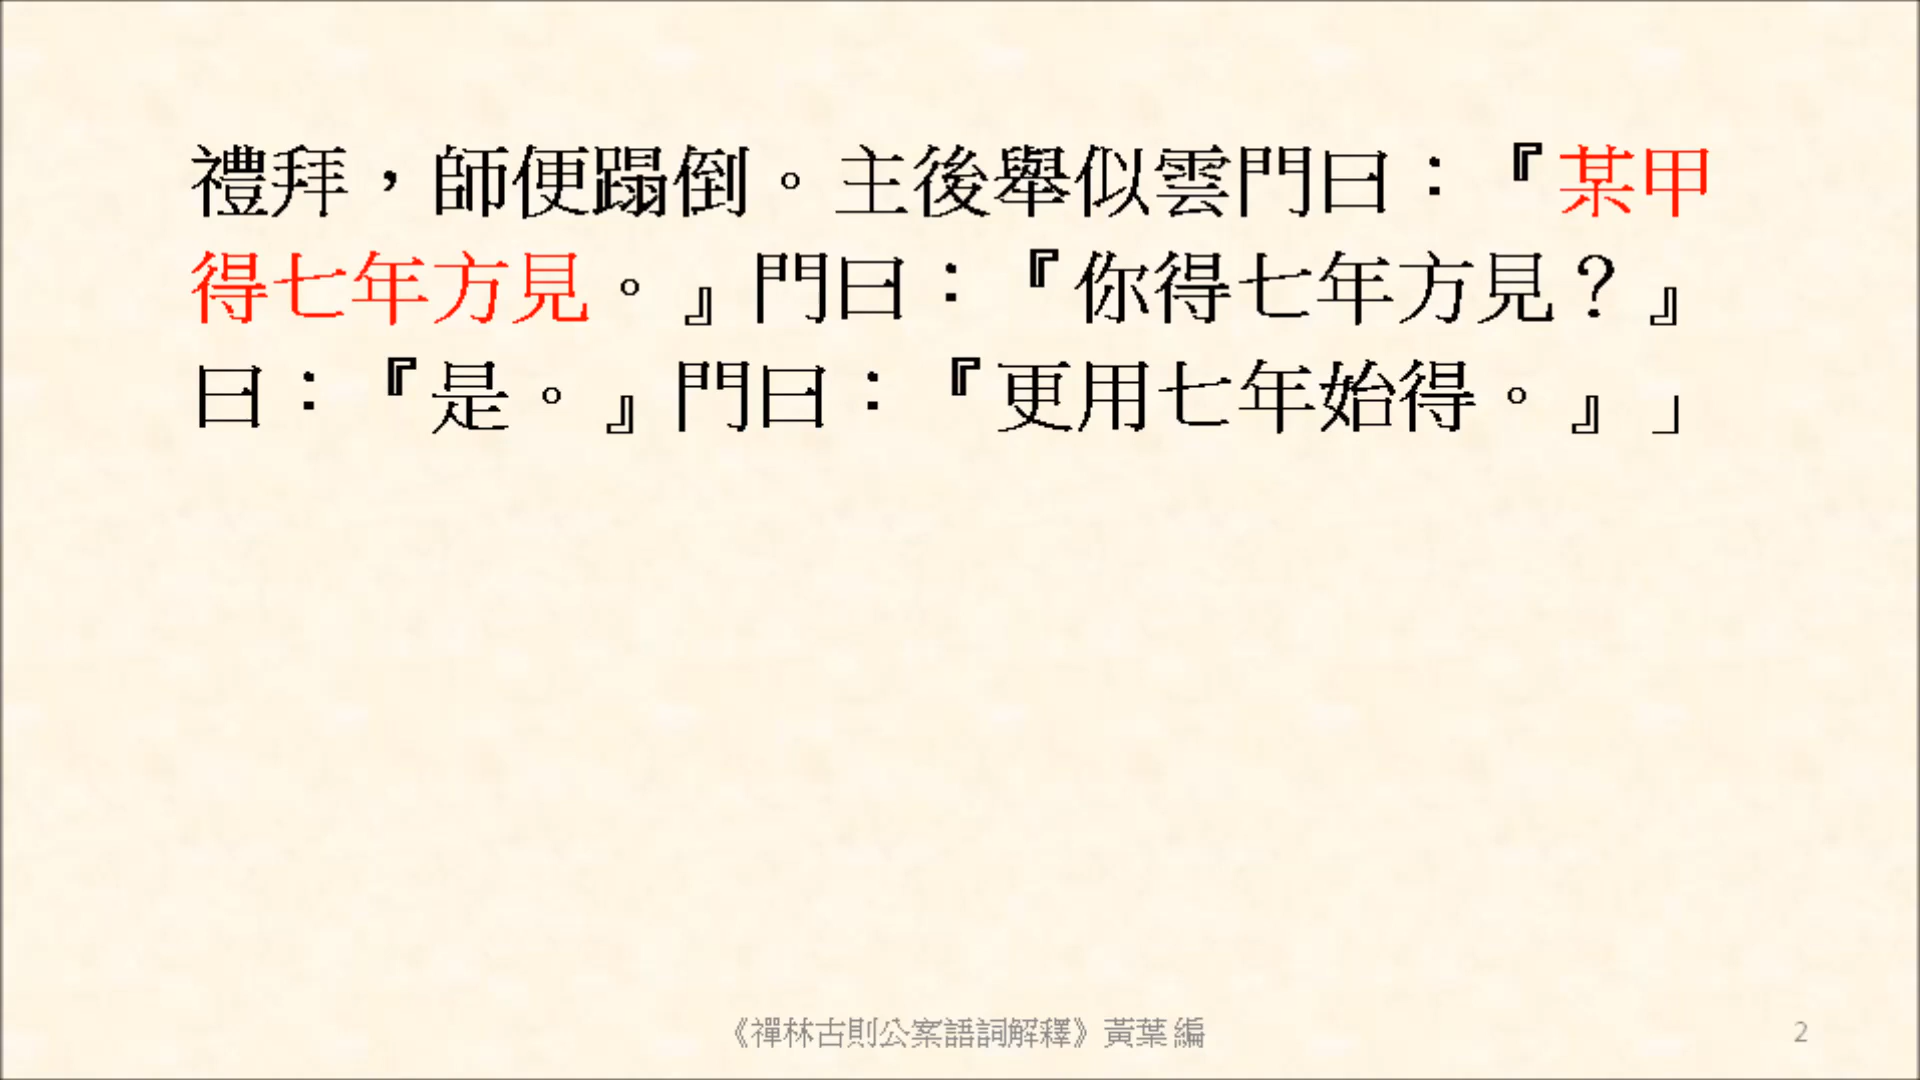 禮拜，師便蹋倒。主後舉似雲門曰：『某甲
得七年方見。』門曰：『你得七年方見？』
曰：『是。』門曰：『更用七年始得。』」
《禪林古則公案語詞解釋》黃葉 編
2